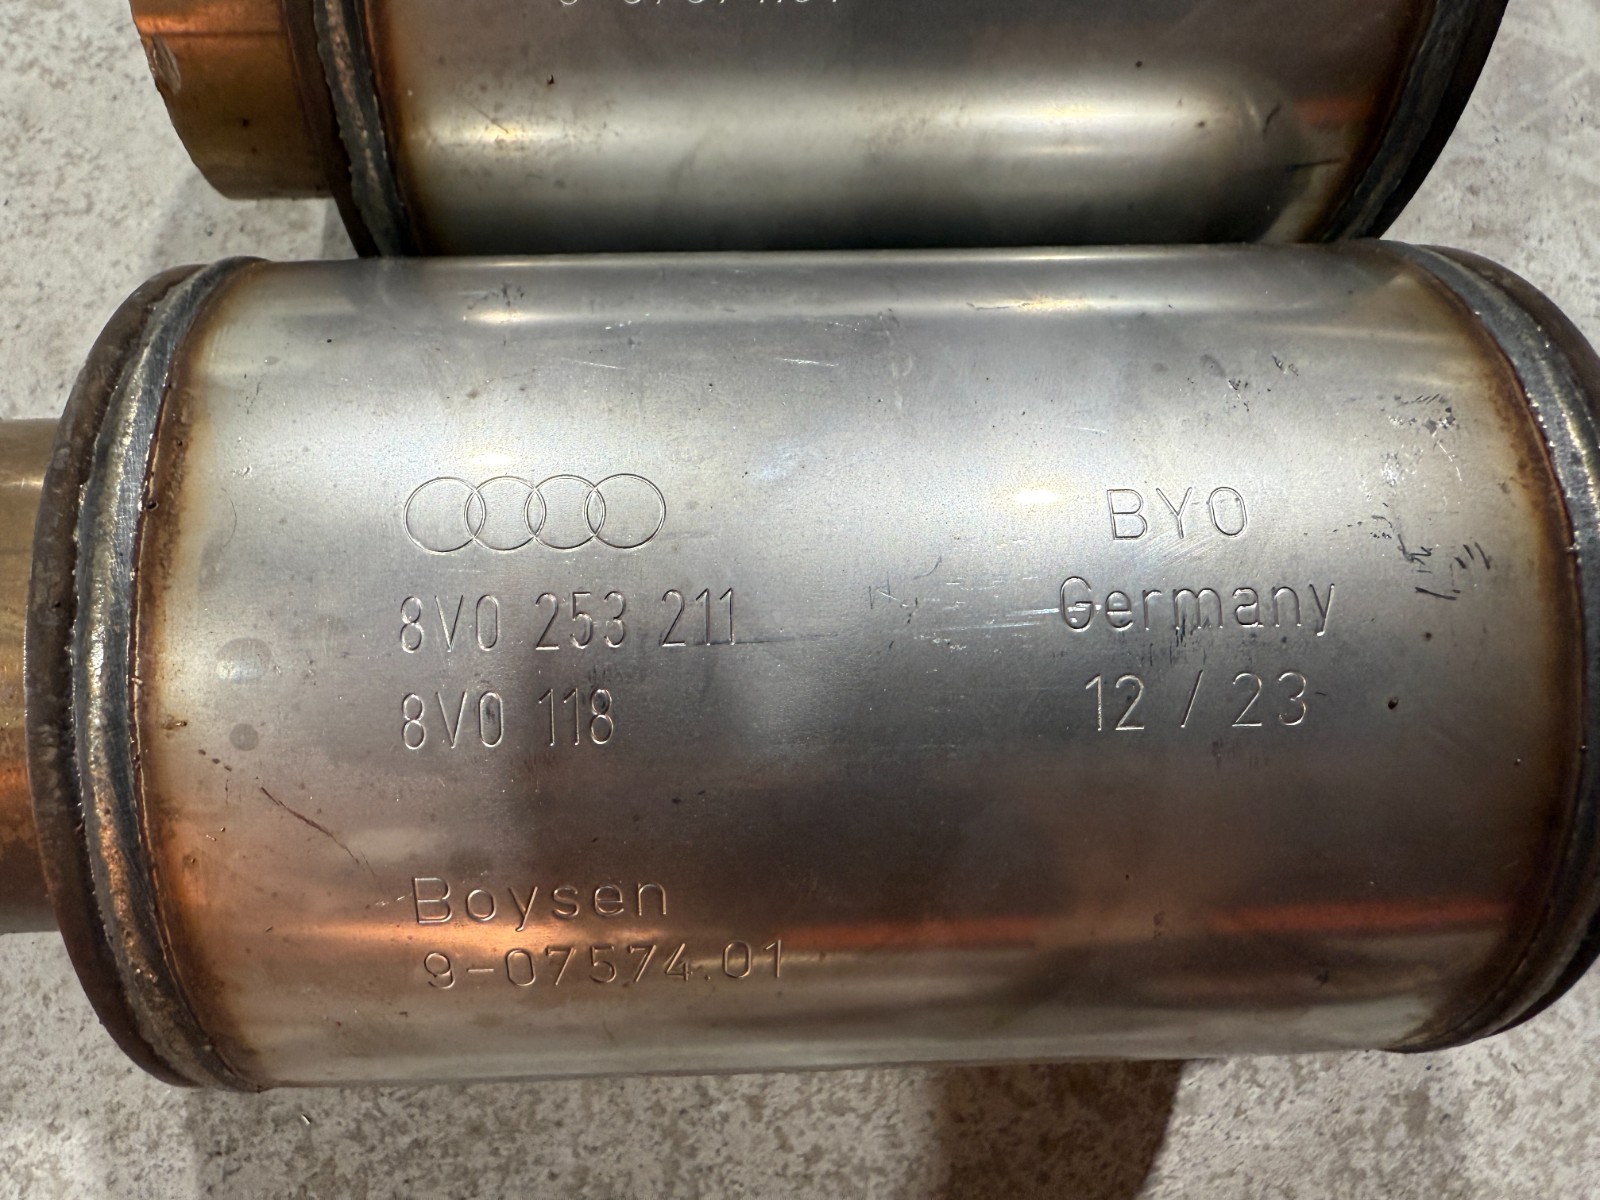 8V0 253 211
8V0 118
BYO
Germany
12 / 23
Boysen
9-07574.01